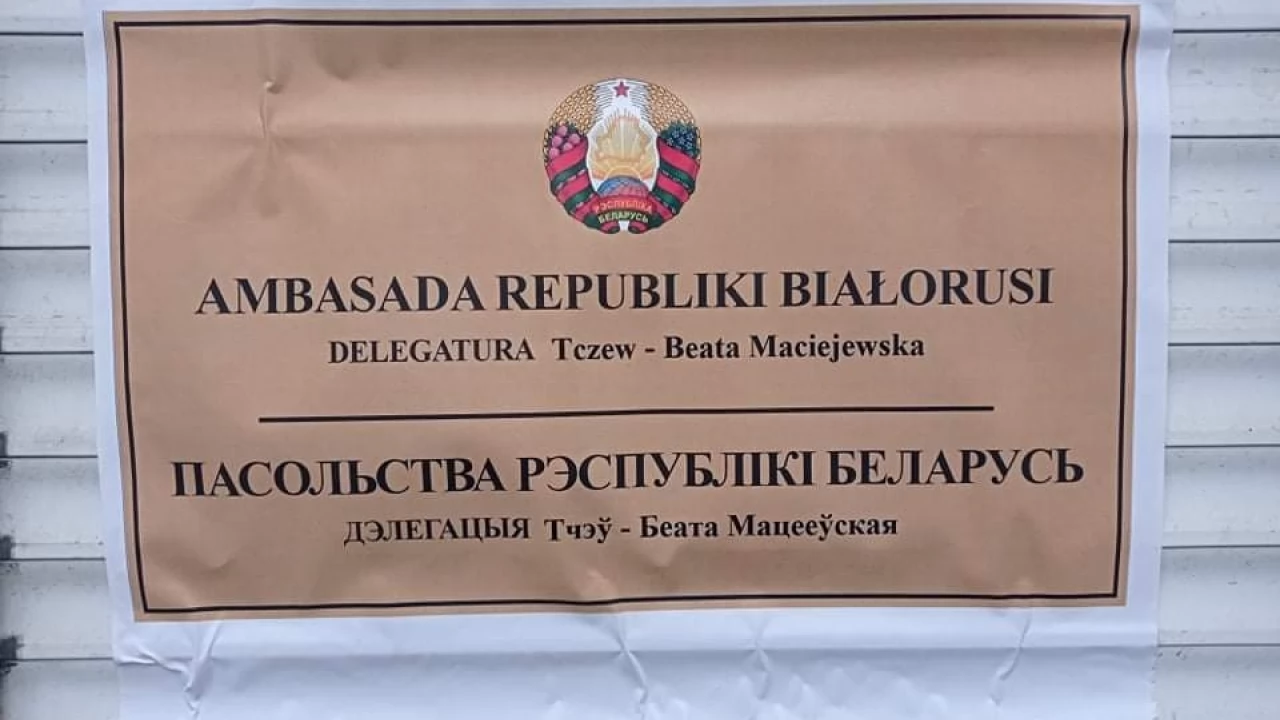 РЭСПУБЛІКА
БЕЛАРУСЬ
AMBASADA REPUBLIKI BIAŁORUSI
DELEGATURA Tczew - Beata Maciejewska
ПАСОЛЬСТВА РЭСПУБЛІКІ БЕЛАРУСЬ
ДЭЛЕГАЦЫЯ Тчэў - Беата Мацееўская